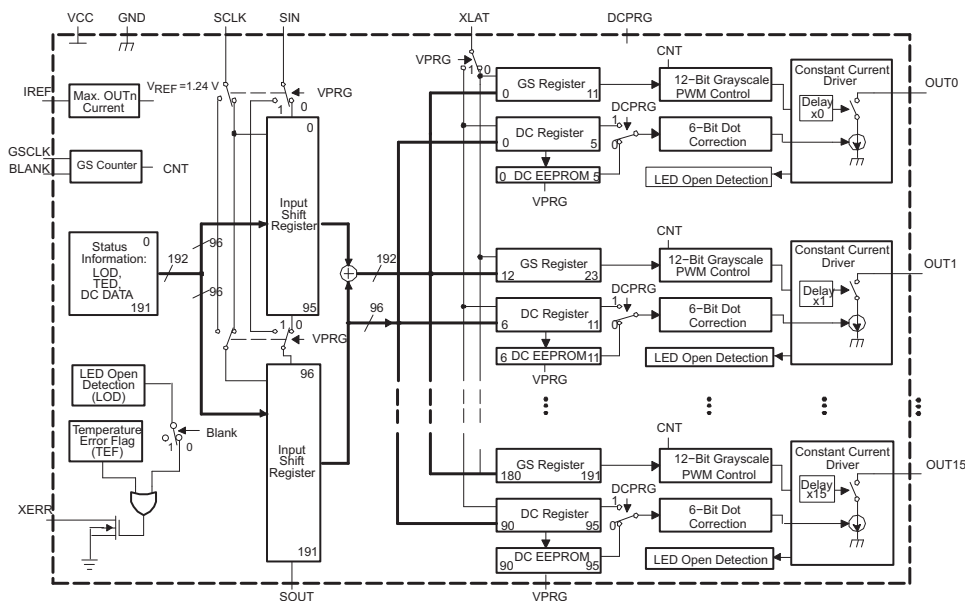 VCC GND SCLK SIN XLAT DCPRG
VREF =1.24 V
VPRG
1 0
IREF
Max. OUTn
Current
GSCLK
BLANK
GS Counter
CNT
Status
Information:
LOD,
TED,
DC DATA
0
191
192
96
96
LED Open
Detection
(LOD)
Temperature
Error Flag
(TEF)
Blank
1 0
XERR
0
Input
Shift
Register
95
1 0
VPRG
96
Input
Shift
Register
191
SOUT
192
96
VPRG
1 0
GS Register
0 11
DC Register
0 5
0 DC EEPROM 5
VPRG
DCPRG
1
0
CNT
12−Bit Grayscale
PWM Control
6−Bit Dot
Correction
LED Open Detection
Constant Current
Driver
Delay
x0
OUT0
GS Register
12 23
DC Register
6 11
6 DC EEPROM 11
VPRG
DCPRG
1
0
CNT
12−Bit Grayscale
PWM Control
6−Bit Dot
Correction
LED Open Detection
Constant Current
Driver
Delay
x1
OUT1
GS Register
180 191
DC Register
90 95
DC EEPROM
90 95
VPRG
DCPRG
1
0
CNT
12−Bit Grayscale
PWM Control
6−Bit Dot
Correction
LED Open Detection
Constant Current
Driver
Delay
x15
OUT15